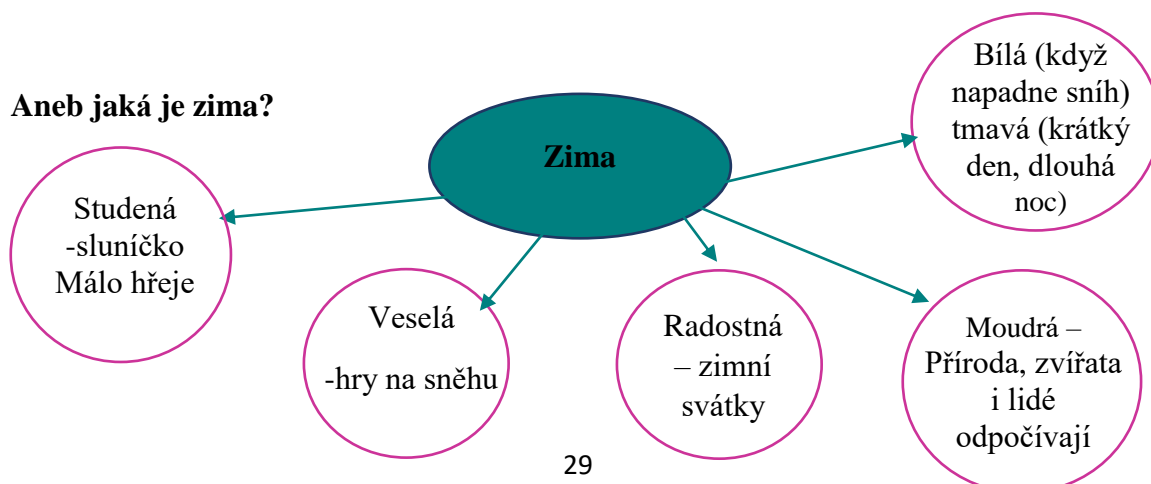 Aneb jaká je zima?
Zima
Bílá (když
napadne sníh)
tmavá (krátký
den, dlouhá
noc)
Studená
-sluníčko
Málo hřeje
Veselá
-hry na sněhu
Radostná
– zimní
svátky
Moudrá –
Příroda, zvířata
i lidé
odpočívají
29